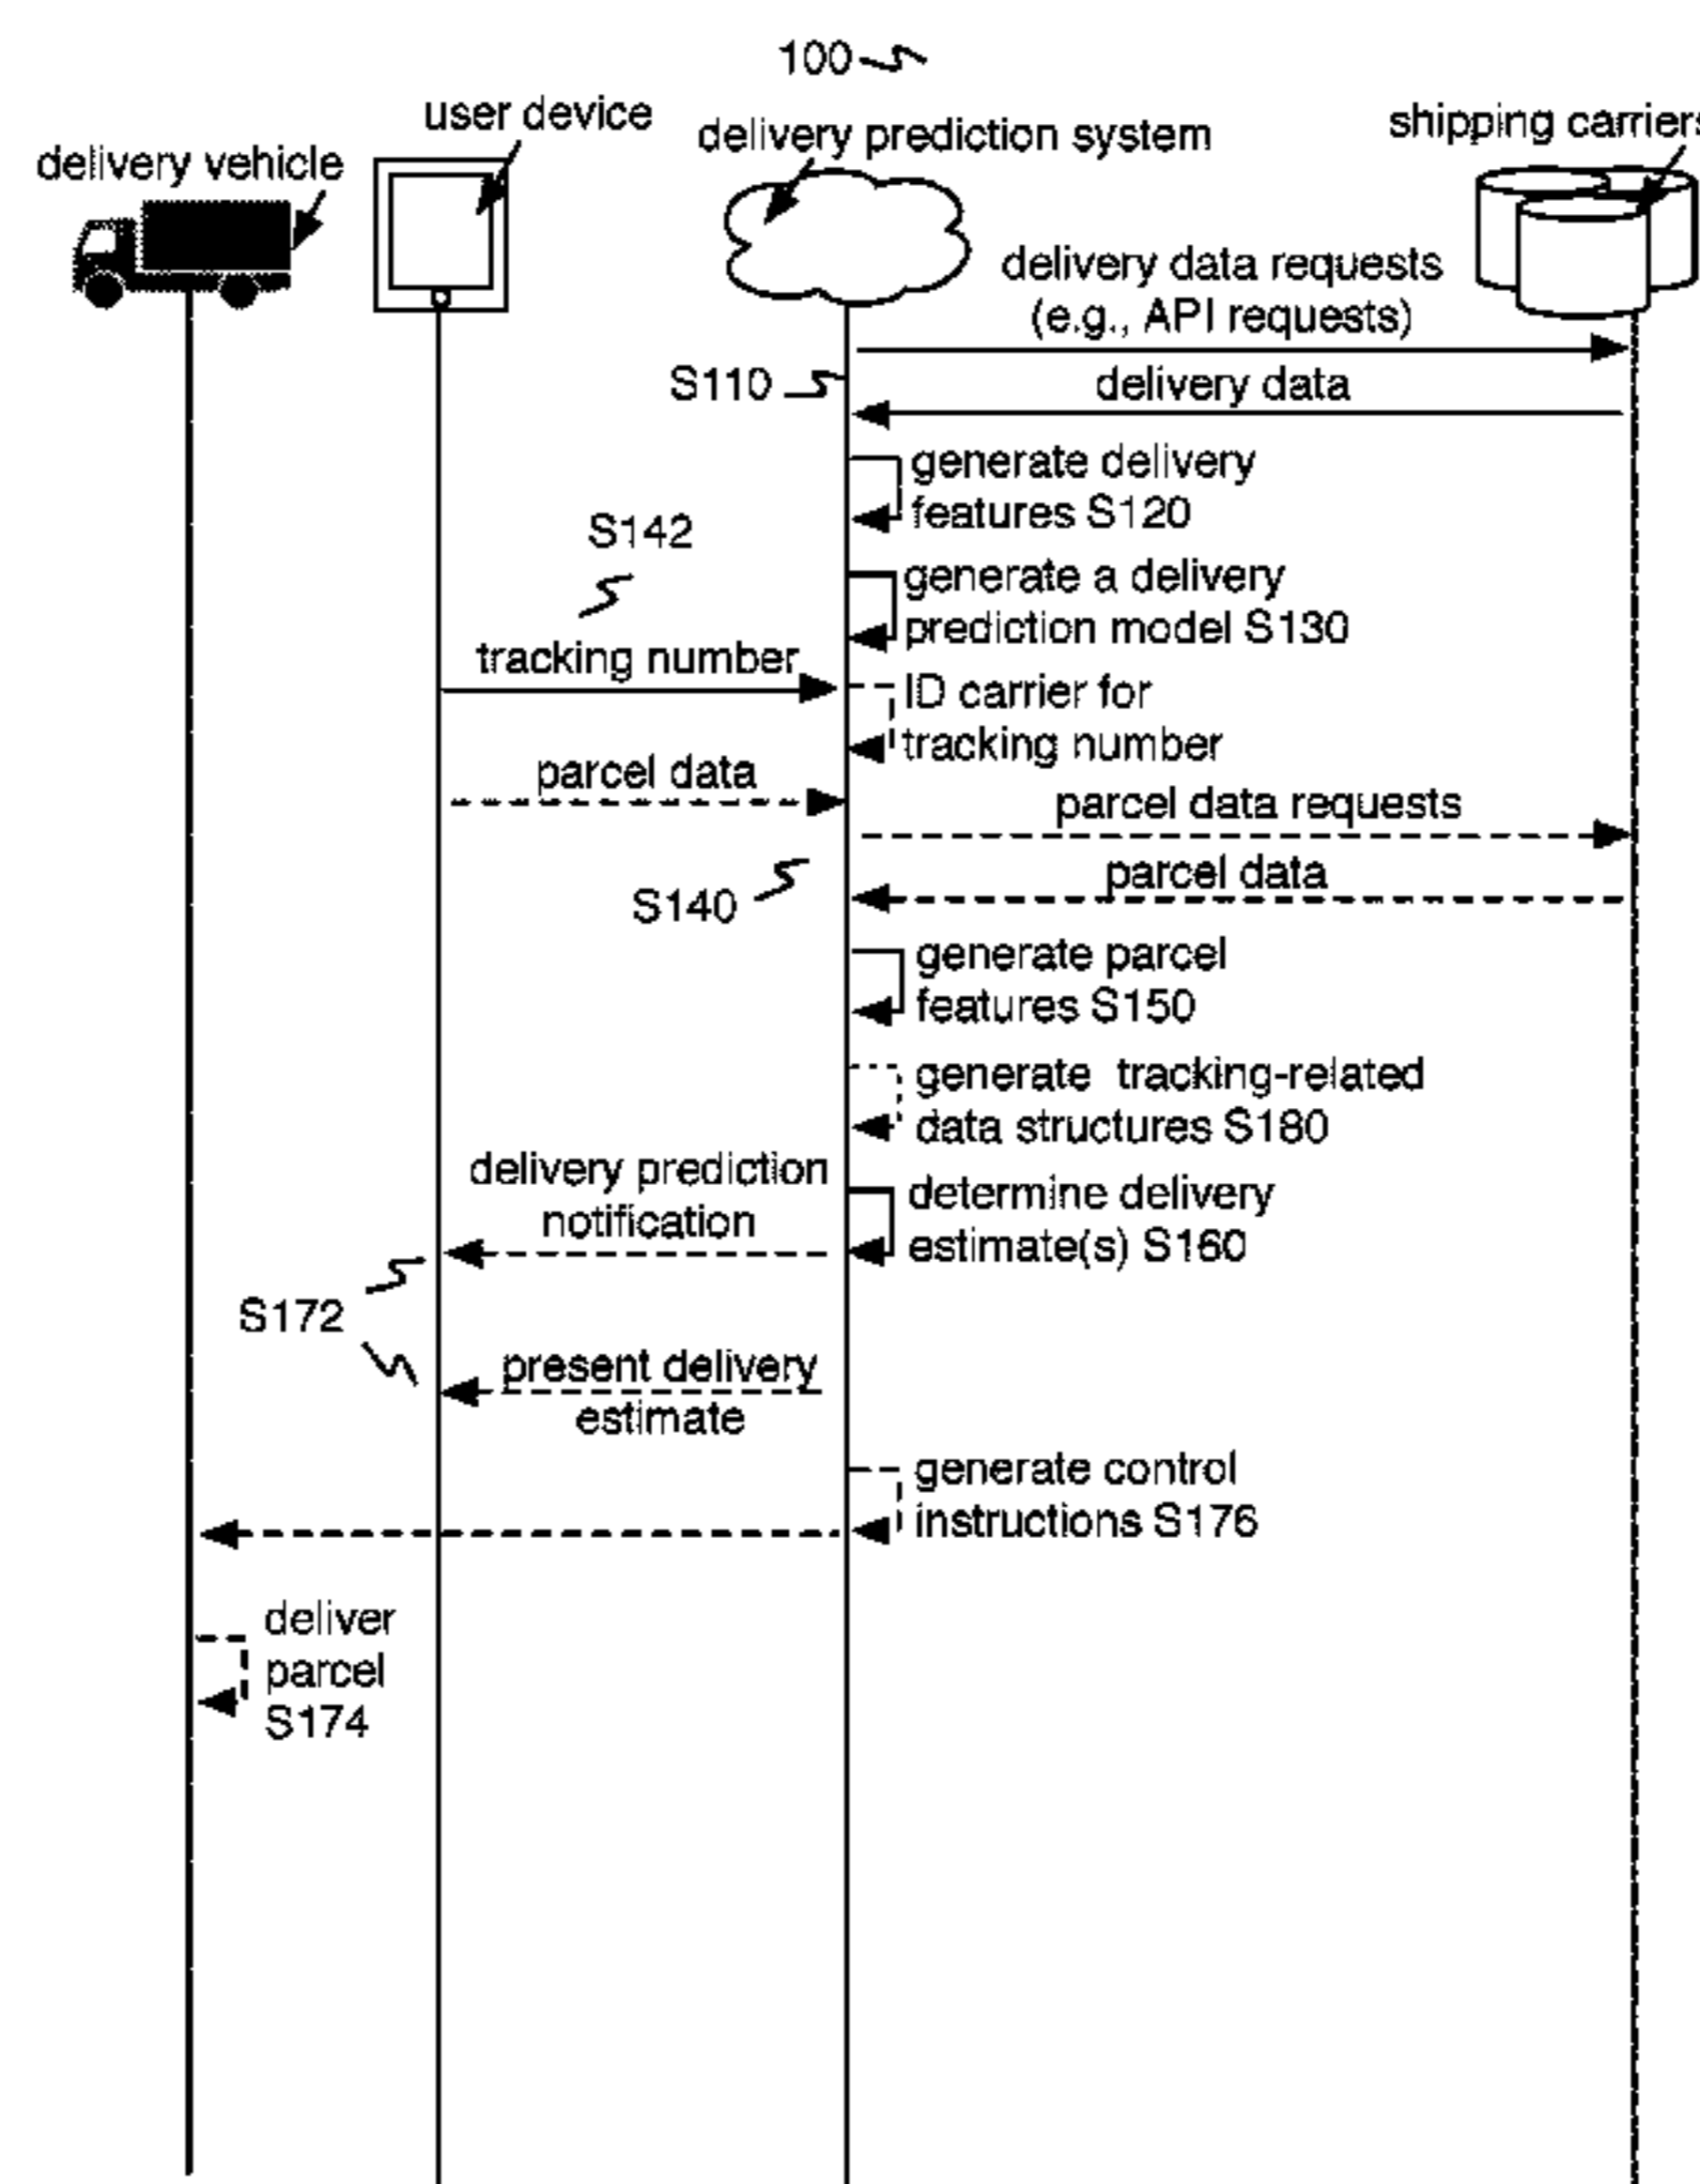 100
user device
delivery prediction system
shipping carriers
delivery vehicle
delivery data requests
(e.g., API requests)
S110
delivery data
generate delivery
features S120
S142
generate a delivery
prediction model S130
tracking number
ID carrier for
tracking number
parcel data
parcel data requests
S140
parcel data
generate parcel
features S150
generate tracking-related
data structures S180
delivery prediction
notification
determine delivery
estimate(s) S160
S172
present delivery
estimate
generate control
instructions S176
deliver
parcel
S174